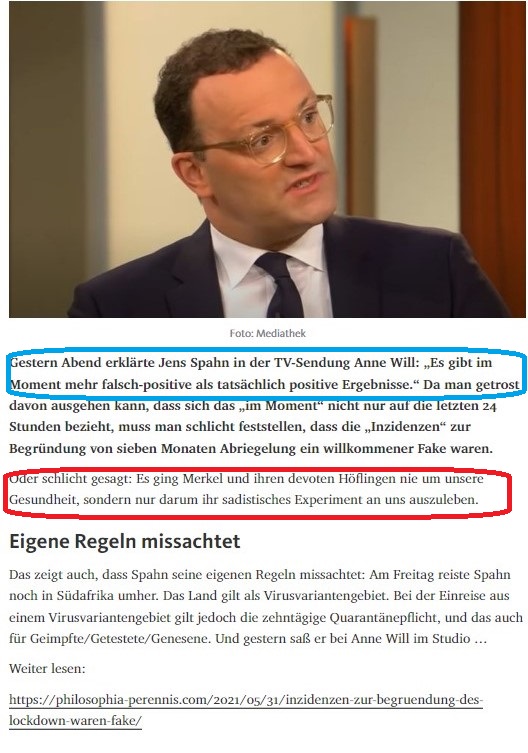 Foto: Mediathek
Gestern Abend erklärte Jens Spahn in der TV-Sendung Anne Will: „Es gibt im
Moment mehr falsch-positive als tatsächlich positive Ergebnisse.“ Da man getrost
davon ausgehen kann, dass sich das „im Moment“ nicht nur auf die letzten 24
Stunden bezieht, muss man schlicht feststellen, dass die „Inzidenzen“ zur
Begründung von sieben Monaten Abriegelung ein willkommener Fake waren.
Oder schlicht gesagt: Es ging Merkel und ihren devoten Höflingen nie um unsere
Gesundheit, sondern nur darum ihr sadistisches Experiment an uns auszuleben.
Eigene Regeln missachtet
Das zeigt auch, dass Spahn seine eigenen Regeln missachtet: Am Freitag reiste Spahn
noch in Südafrika umher. Das Land gilt als Virusvariantengebiet. Bei der Einreise aus
einem Virusvariantengebiet gilt jedoch die zehntägige Quarantänepflicht, und das auch
für Geimpfte/Getestete/Genesene. Und gestern saß er bei Anne Will im Studio …
Weiter lesen:
https://philosophia-perennis.com/2021/05/31/inzidenzen-zur-begruendung-des-
lockdown-waren-fake/